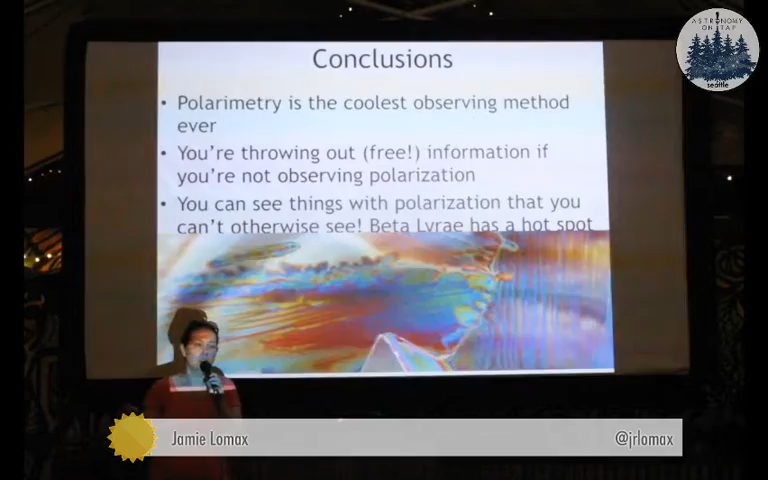 ASTRONOMY
ON TAP
seattle
Conclusions
• Polarimetry is the coolest observing method
ever
• You're throwing out (free!) information if
you're not observing polarization
• You can see things with polarization that you
can't otherwise see! Beta Lyrae has a hot spot
Jamie Lomax
@jrlomax